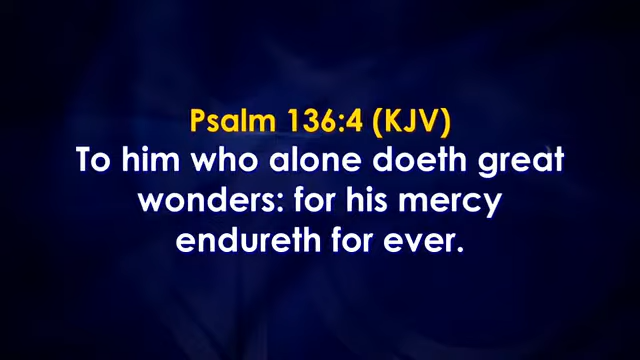 Psalm 136:4 (KJV)
To him who alone doeth great
wonders: for his mercy
endureth for ever.